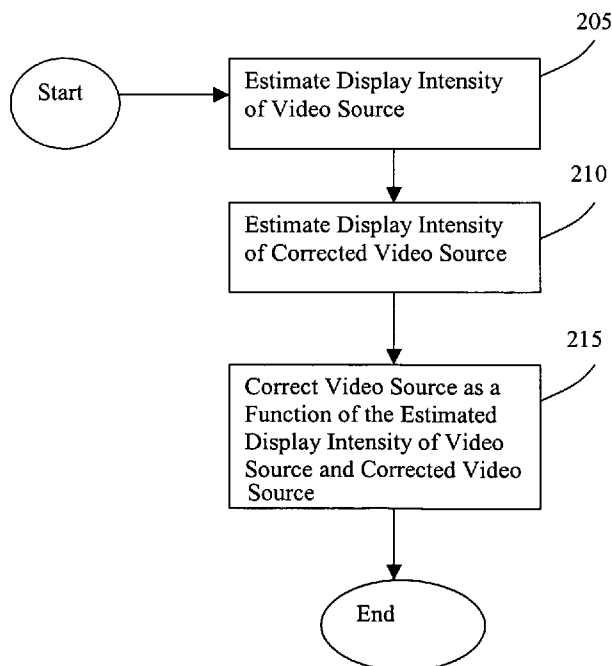 205
Start
Estimate Display Intensity
of Video Source
210
Estimate Display Intensity
of Corrected Video Source
215
Correct Video Source as a
Function of the Estimated
Display Intensity of Video
Source and Corrected Video
Source
End